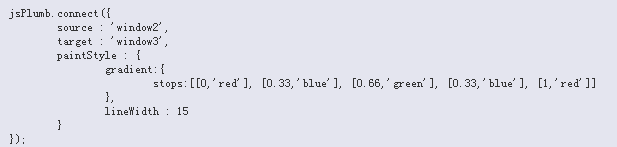 jsPlumb.connect({
source : 'window2',
target : 'window3',
paintStyle : {
gradient:{
stops:[[0,'red'], [0.33,'blue'], [0.66,'green'], [0.33,'blue'], [1,'red']]
},
lineWidth : 15
}
});